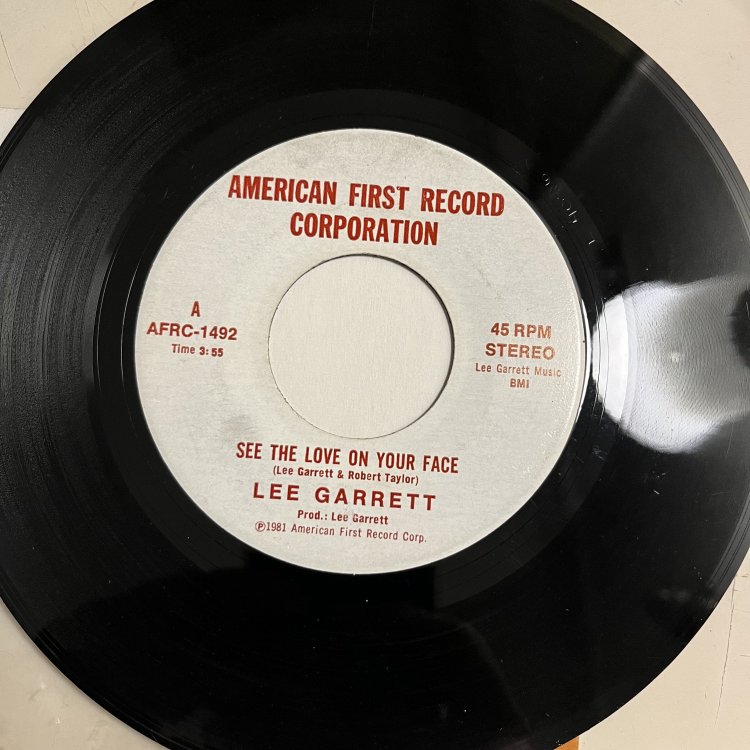 AMERICAN FIRST RECORD
CORPORATION
A
AFRC-1492
Time 3:55
45 RPM
STEREO
Lee Garrett Music
BMI
SEE THE LOVE ON YOUR FACE
(Lee Garrett & Robert Taylor)
LEE GARRETT
Prod.: Lee Garrett
Ⓟ1981 American First Record Corp.